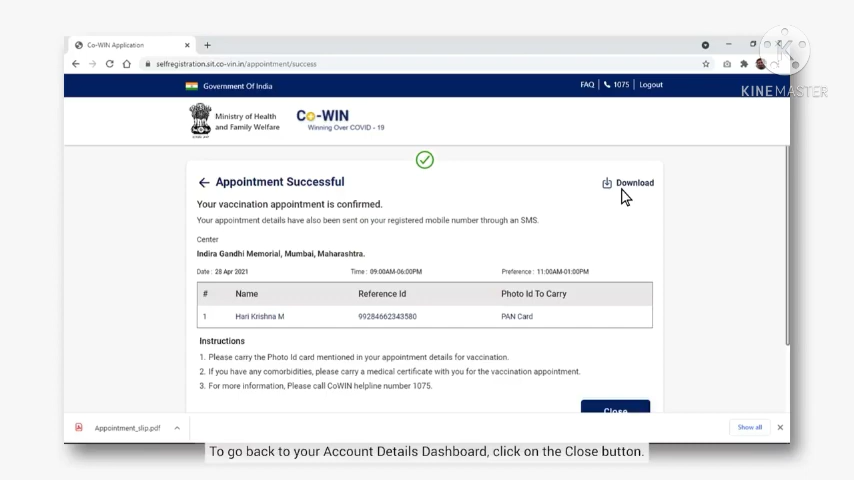 Co-WIN Application
selfregistration.sit.co-vin.in/appointment/success
KINEMASTER
Government Of India
FAQ | 1075 | Logout
Ministry of Health
and Family Welfare
Co-WIN
Winning Over COVID - 19
Appointment Successful
Download
Your vaccination appointment is confirmed.
Your appointment details have also been sent on your registered mobile number through an SMS.
Center
Indira Gandhi Memorial, Mumbai, Maharashtra.
Date : 28 Apr 2021 Time : 09:00AM-06:00PM Preference : 11:00AM-01:00PM
# Name Reference Id Photo Id To Carry
1 Hari Krishna M 99284662343580 PAN Card
Instructions
1. Please carry the Photo Id card mentioned in your appointment details for vaccination.
2. If you have any comorbidities, please carry a medical certificate with you for the vaccination appointment.
3. For more information, Please call CoWIN helpline number 1075.
Close
Appointment_slip.pdf
Show all
To go back to your Account Details Dashboard, click on the Close button.